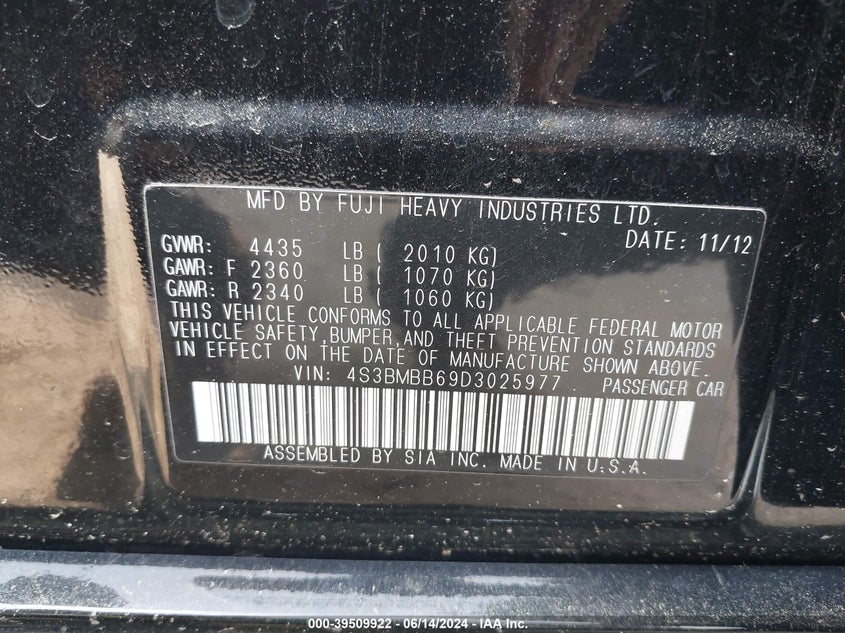 MFD BY FUJI HEAVY INDUSTRIES LTD.
DATE: 11/12
GVWR: 4435 LB ( 2010 KG)
GAWR: F 2360 LB ( 1070 KG)
GAWR: R 2340 LB ( 1060 KG)
THIS VEHICLE CONFORMS TO ALL APPLICABLE FEDERAL MOTOR
VEHICLE SAFETY,BUMPER,AND THEFT PREVENTION STANDARDS
IN EFFECT ON THE DATE OF MANUFACTURE SHOWN ABOVE.
VIN: 4S3BMBB69D3025977 PASSENGER CAR
ASSEMBLED BY SIA INC. MADE IN U.S.A.
000-39509922 - 06/14/2024 - IAA Inc.